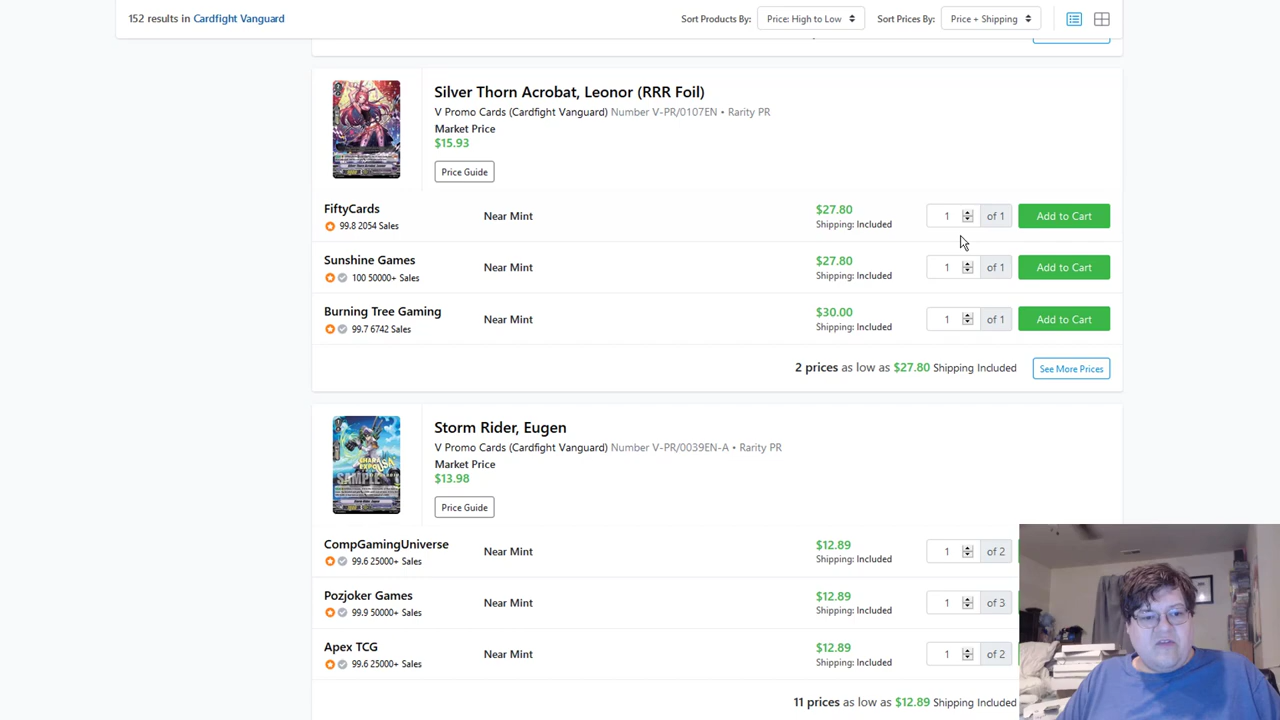 152 results in Cardfight Vanguard
Sort Products By: Price: High to Low Sort Prices By: Price + Shipping
Silver Thorn Acrobat, Leonor (RRR Foil)
V Promo Cards (Cardfight Vanguard) Number V-PR/0107EN • Rarity PR
Market Price
$15.93
Price Guide
FiftyCards
99.8 2054 Sales
Near Mint
$27.80
Shipping: Included
1 of 1 Add to Cart
Sunshine Games
100 50000+ Sales
Near Mint
$27.80
Shipping: Included
1 of 1 Add to Cart
Burning Tree Gaming
99.7 6742 Sales
Near Mint
$30.00
Shipping: Included
1 of 1 Add to Cart
2 prices as low as $27.80 Shipping Included See More Prices
CHARA
EXPO USA
SAMPLE
Storm Rider, Eugen
V Promo Cards (Cardfight Vanguard) Number V-PR/0039EN-A • Rarity PR
Market Price
$13.98
Price Guide
CompGamingUniverse
99.6 25000+ Sales
Near Mint
$12.89
Shipping: Included
1 of 2
Pozjoker Games
99.9 50000+ Sales
Near Mint
$12.89
Shipping: Included
1 of 3
Apex TCG
99.6 25000+ Sales
Near Mint
$12.89
Shipping: Included
1 of 2
11 prices as low as $12.89 Shipping Included